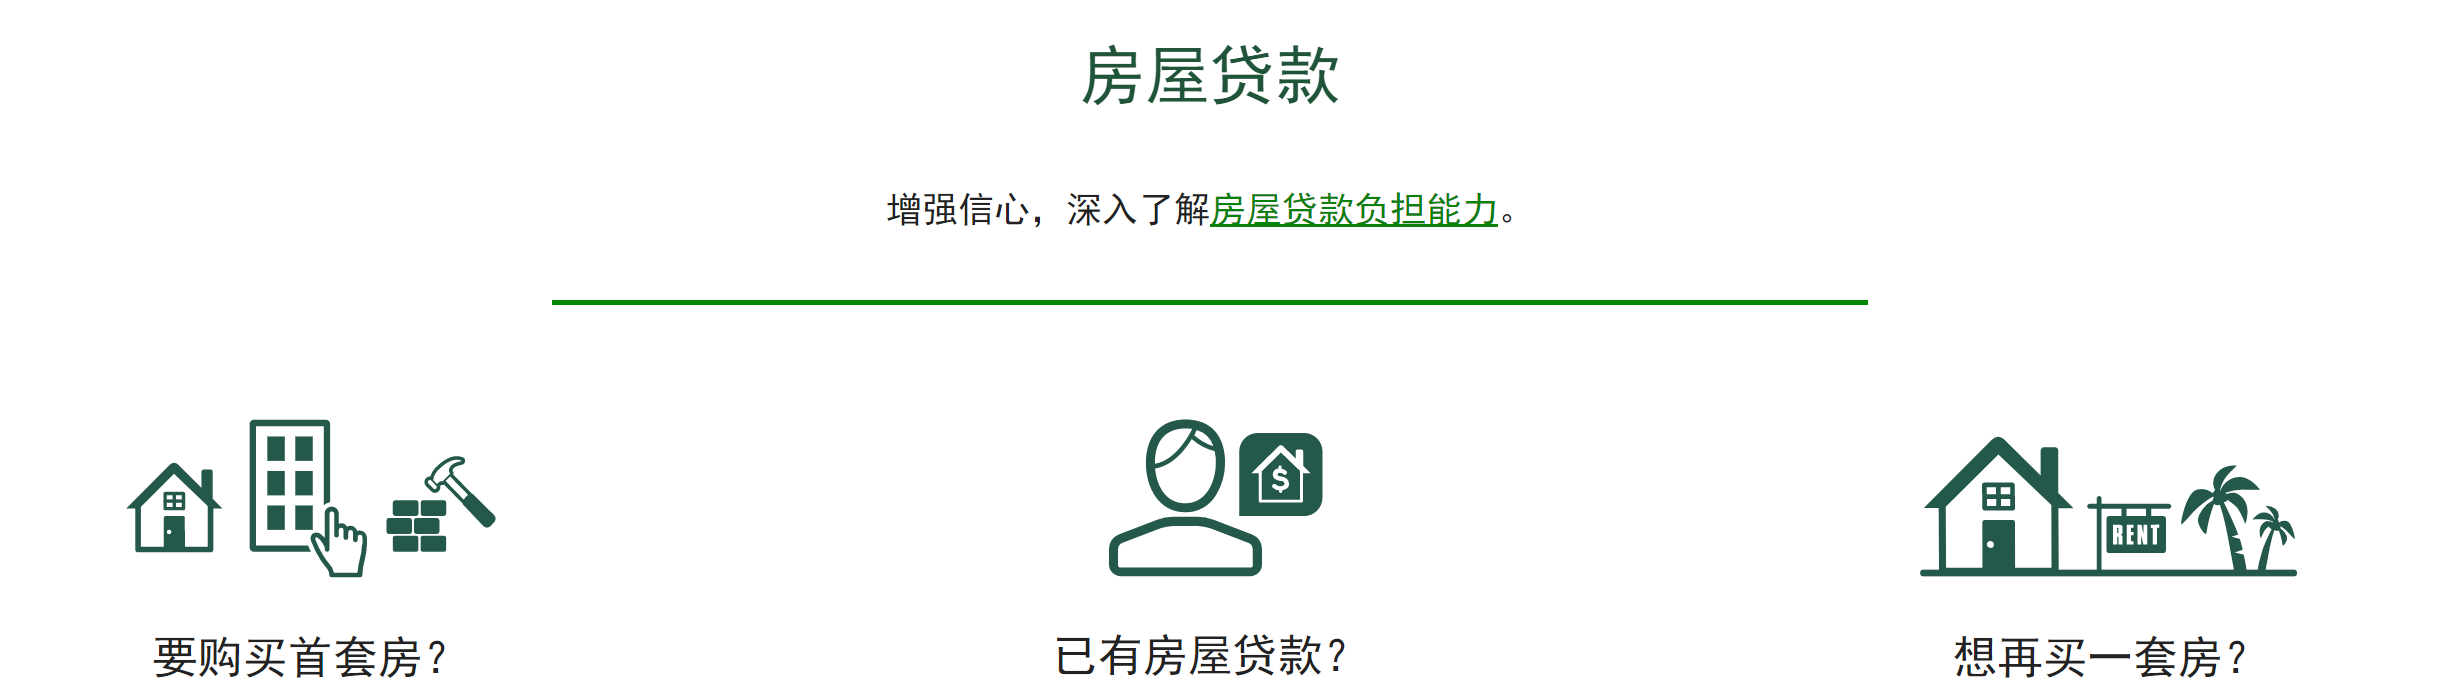 房屋贷款
增强信心，深入了解房屋贷款负担能力。
RENT
要购买首套房？
已有房屋贷款？
想再买一套房？